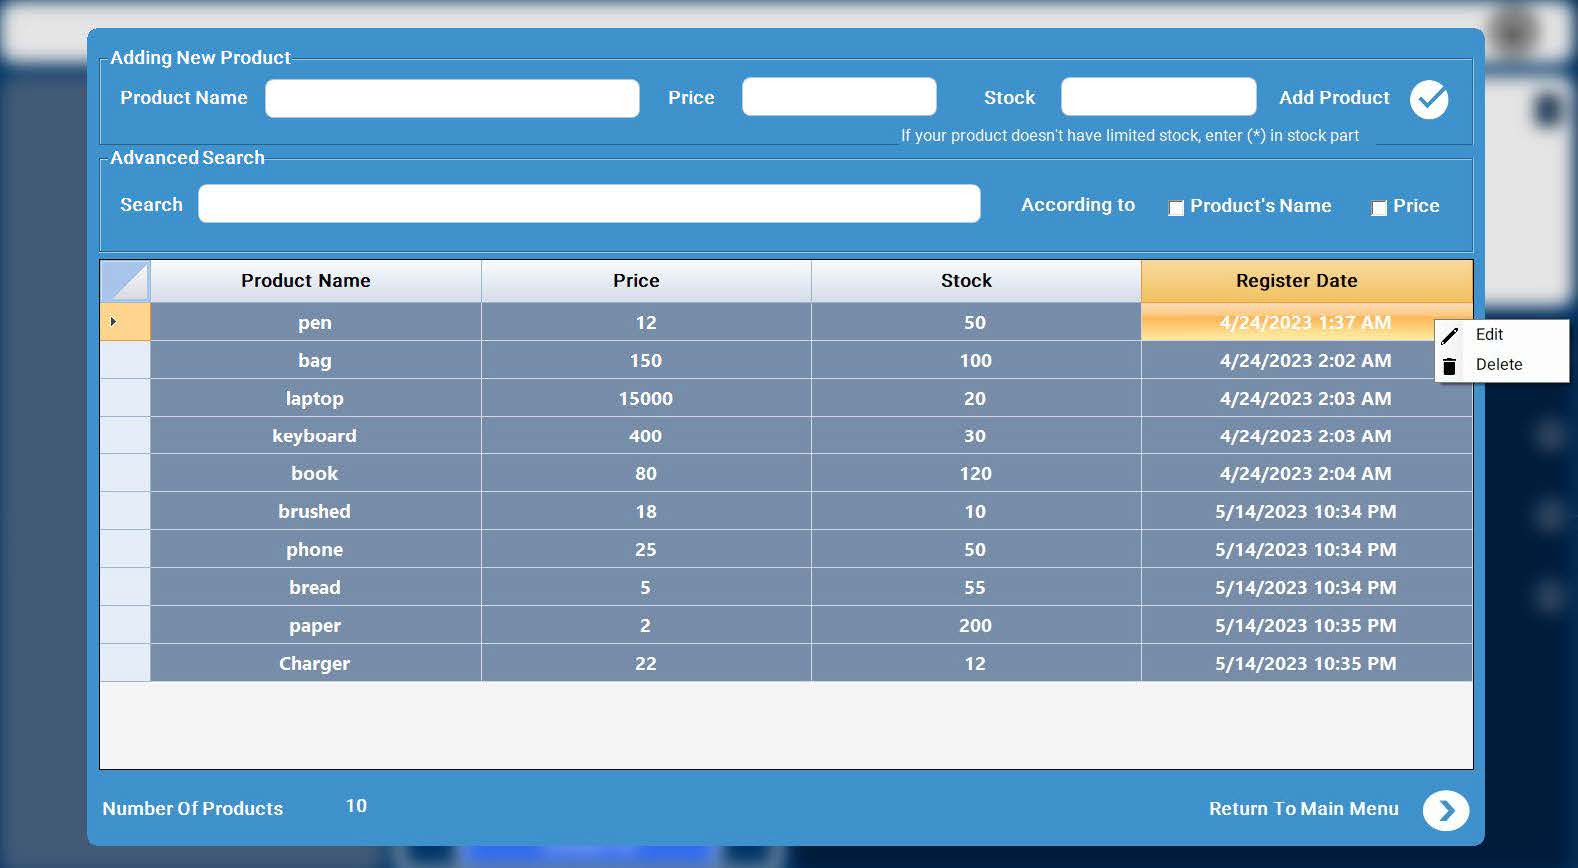 Adding New Product
Product Name Price Stock Add Product
If your product doesn't have limited stock, enter (*) in stock part
Advanced Search
Search According to Product's Name Price
Product Name Price Stock Register Date
pen 12 50 4/24/2023 1:37 AM
Edit
bag 150 100 4/24/2023 2:02 AM
Delete
laptop 15000 20 4/24/2023 2:03 AM
keyboard 400 30 4/24/2023 2:03 AM
book 80 120 4/24/2023 2:04 AM
brushed 18 10 5/14/2023 10:34 PM
phone 25 50 5/14/2023 10:34 PM
bread 5 55 5/14/2023 10:34 PM
paper 2 200 5/14/2023 10:35 PM
Charger 22 12 5/14/2023 10:35 PM
Number Of Products 10 Return To Main Menu